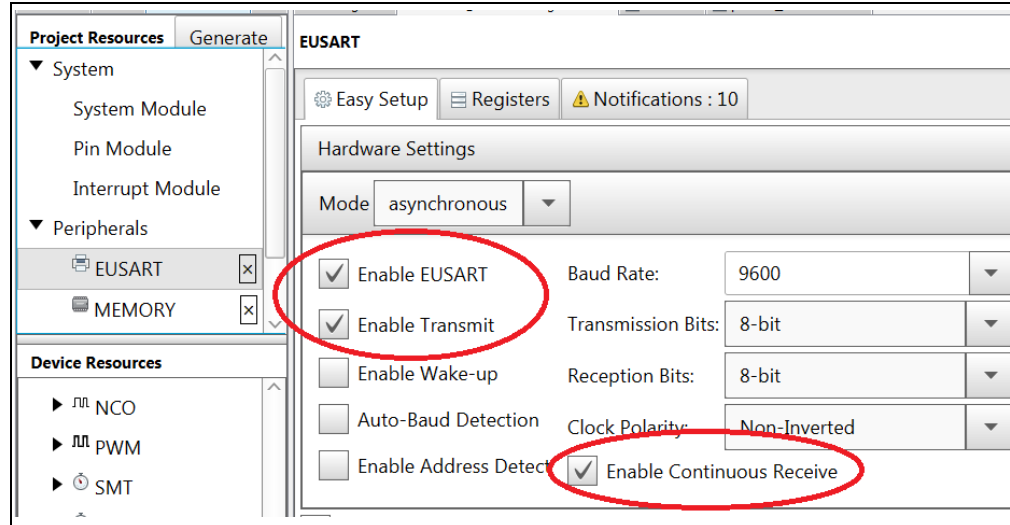 Project Resources Generate
System
System Module
Pin Module
Interrupt Module
Peripherals
EUSART
MEMORY
Device Resources
NCO
PWM
SMT
EUSART
Easy Setup Registers Notifications : 10
Hardware Settings
Mode asynchronous
Enable EUSART Baud Rate: 9600
Enable Transmit Transmission Bits: 8-bit
Enable Wake-up Reception Bits: 8-bit
Auto-Baud Detection Clock Polarity: Non-Inverted
Enable Address Detect Enable Continuous Receive